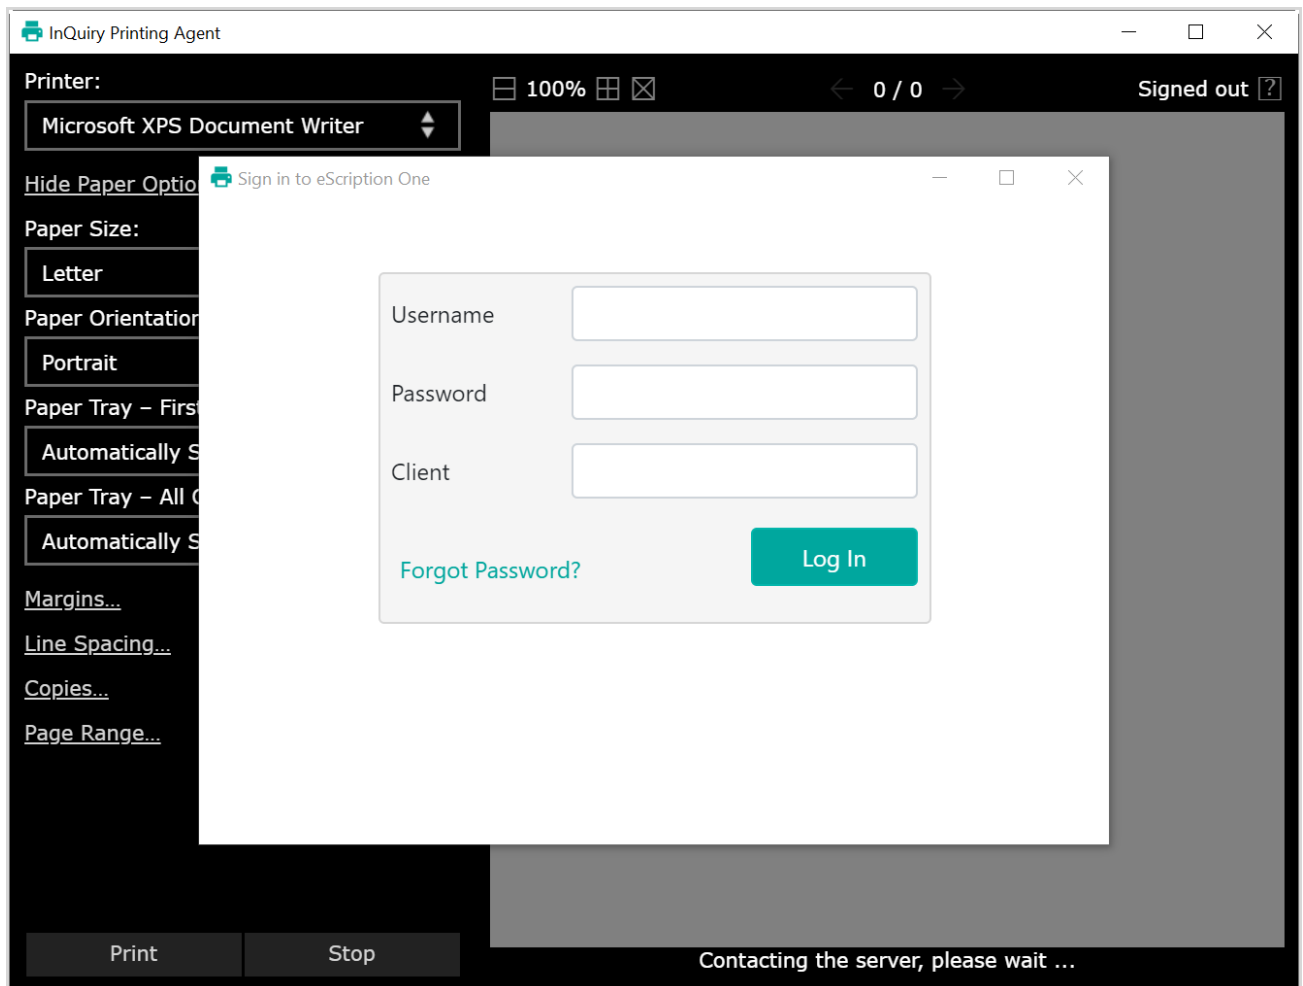 InQuiry Printing Agent
Printer:
100%
0 / 0
Signed out ?
Microsoft XPS Document Writer
Hide Paper Optio
Sign in to eScription One
Paper Size:
Letter
Username
Paper Orientation
Portrait
Password
Paper Tray – First
Automatically S
Client
Paper Tray – All O
Automatically S
Forgot Password?
Log In
Margins...
Line Spacing...
Copies...
Page Range...
Print
Stop
Contacting the server, please wait ...